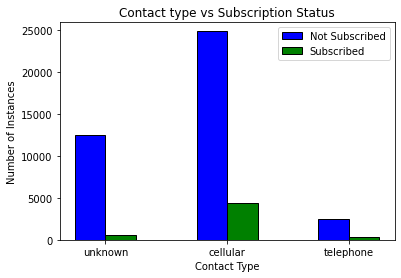 Contact type vs Subscription Status
Not Subscribed
Subscribed
Number of Instances
25000
20000
15000
10000
5000
0
unknown cellular telephone
Contact Type